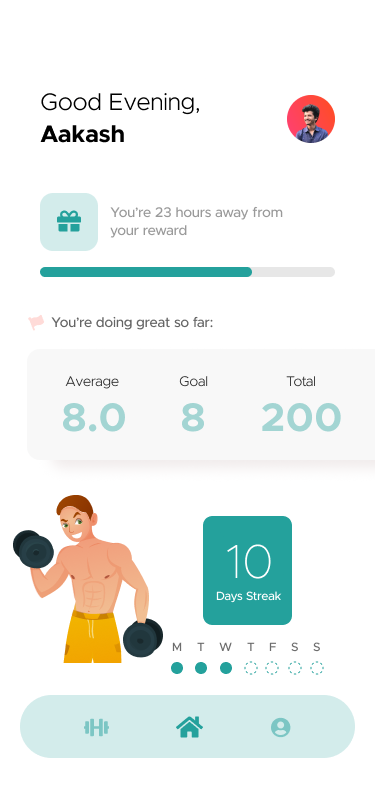 Good Evening,
Aakash
You're 23 hours away from
your reward
You're doing great so far:
Average Goal Total
8.0 8 200
10
Days Streak
M T W T F S S